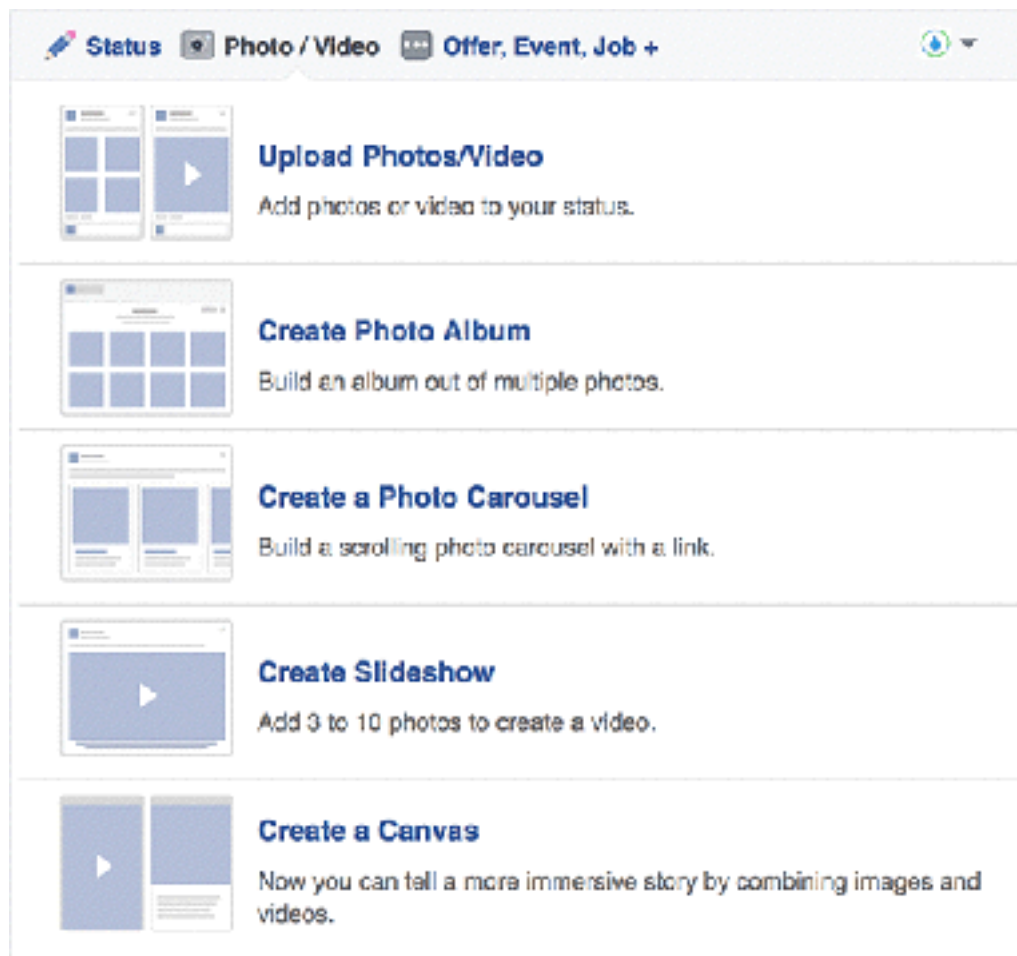 Status Photo / Video Offer, Event, Job +
Upload Photos/Video
Add photos or video to your status.
Create Photo Album
Build an album out of multiple photos.
Create a Photo Carousel
Build a scrolling photo carousel with a link.
Create Slideshow
Add 3 to 10 photos to create a video.
Create a Canvas
Now you can tell a more immersive story by combining images and
videos.